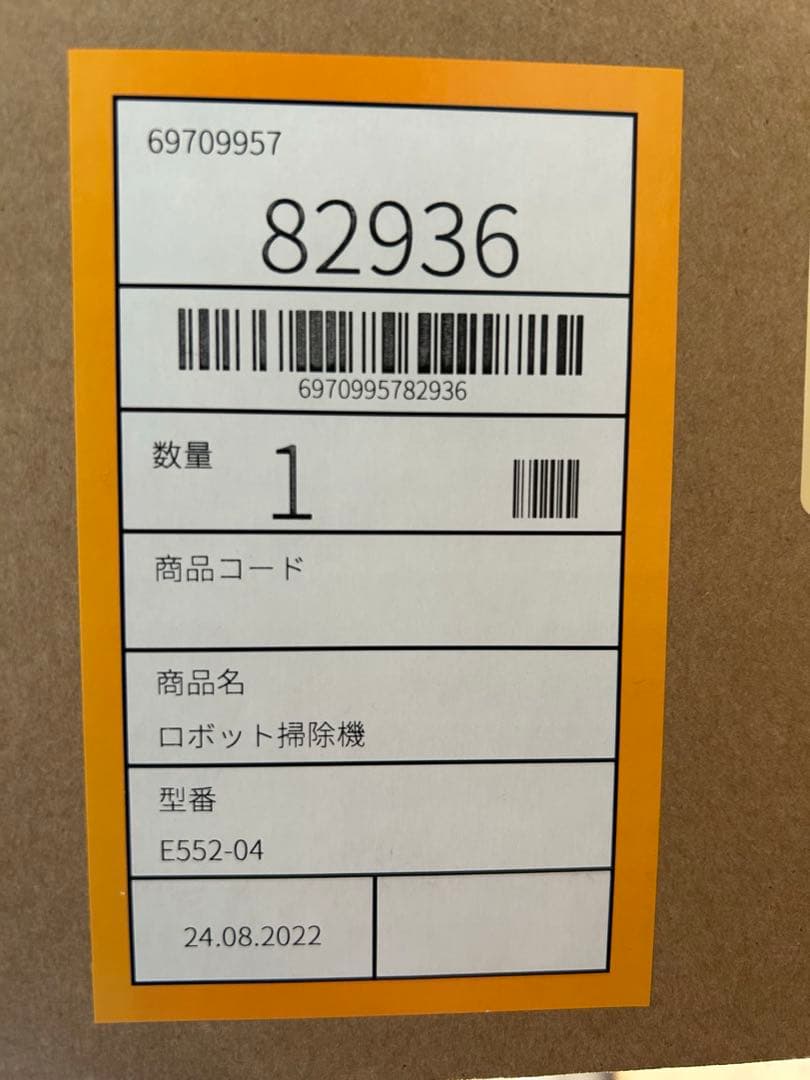 69709957
82936
6970995782936
数量 1
商品コード
商品名
ロボット掃除機
型番
E552-04
24.08.2022